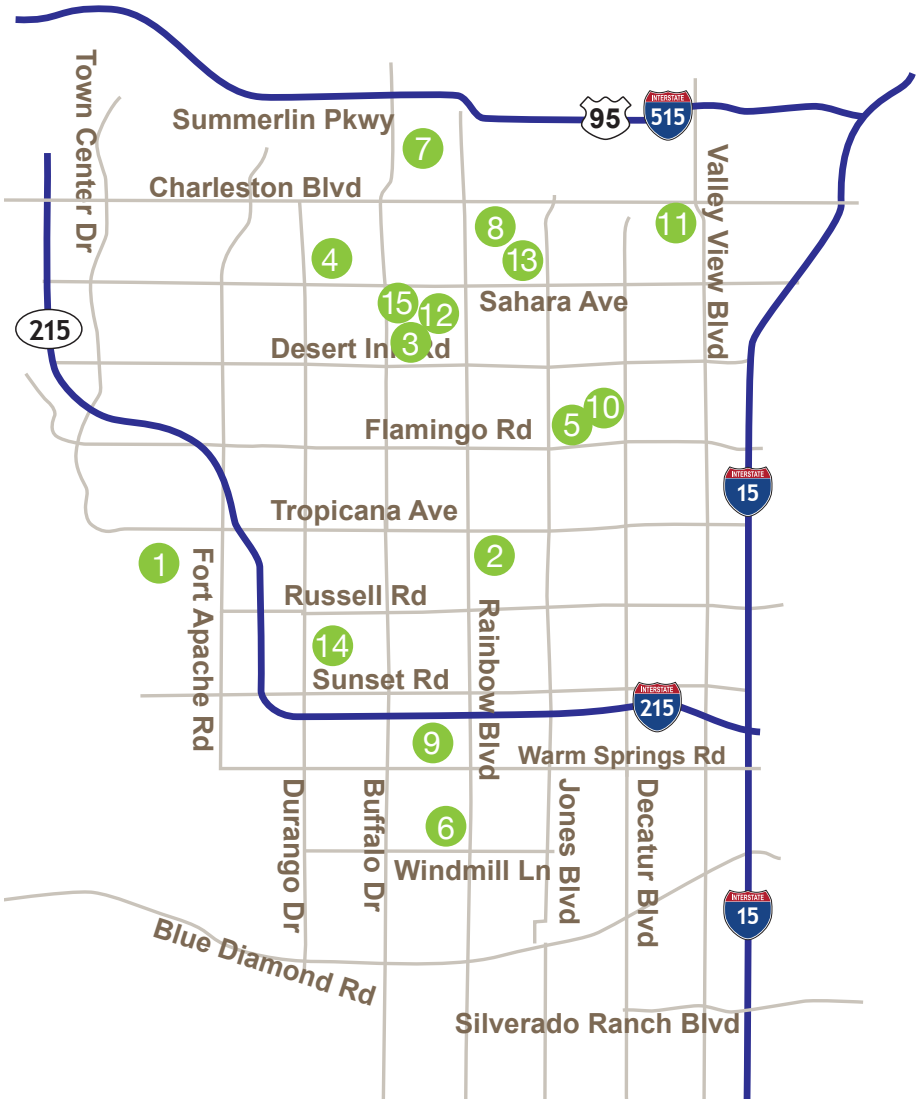 Town Center Dr
Summerlin Pkwy
95
INTERSTATE
515
7
Charleston Blvd
Valley View Blvd
8
11
4
13
215
15
12
Sahara Ave
3
Desert Inn Rd
10
5
Flamingo Rd
INTERSTATE
15
Tropicana Ave
1
Fort Apache Rd
2
Russell Rd
Rainbow Blvd
14
Sunset Rd
INTERSTATE
215
9
Warm Springs Rd
Durango Dr
Buffalo Dr
Jones Blvd
Decatur Blvd
6
Windmill Ln
INTERSTATE
15
Blue Diamond Rd
Silverado Ranch Blvd